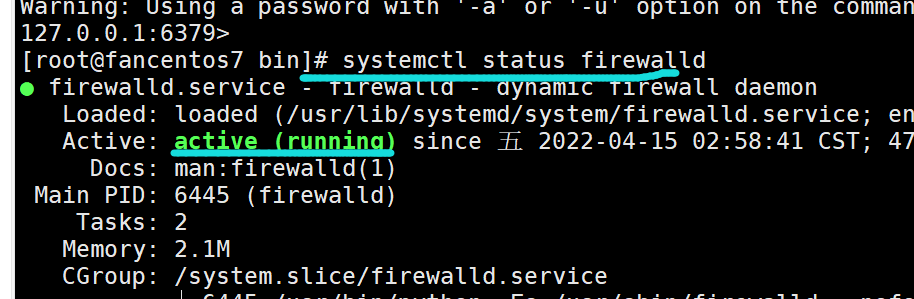 Warning: Using a password with '-a' or '-u' option on the comman
127.0.0.1:6379>
[root@fancentos7 bin]# systemctl status firewalld
● firewalld.service - firewalld - dynamic firewall daemon
Loaded: loaded (/usr/lib/systemd/system/firewalld.service; en
Active: active (running) since 五 2022-04-15 02:58:41 CST; 47
Docs: man:firewalld(1)
Main PID: 6445 (firewalld)
Tasks: 2
Memory: 2.1M
CGroup: /system.slice/firewalld.service